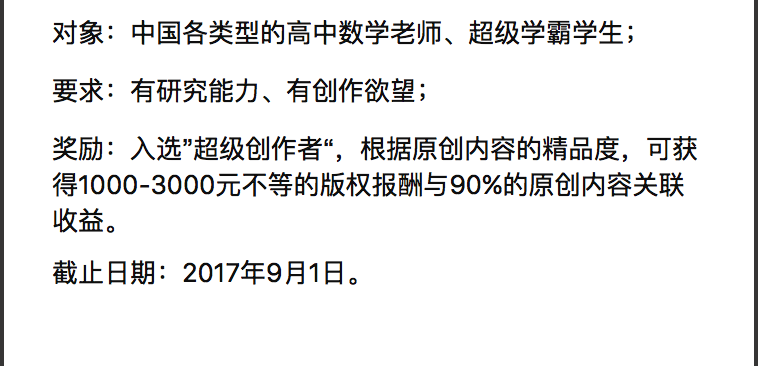 对象：中国各类型的高中数学老师、超级学霸学生；
要求：有研究能力、有创作欲望；
奖励：入选”超级创作者“，根据原创内容的精品度，可获
得1000-3000元不等的版权报酬与90%的原创内容关联
收益。
截止日期：2017年9月1日。